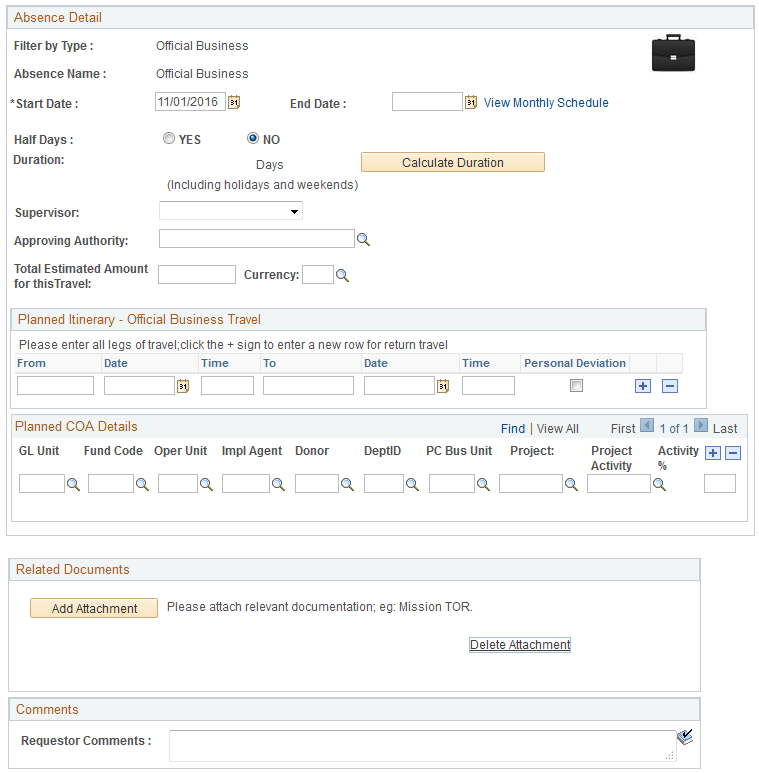 Absence Detail
Filter by Type : Official Business
Absence Name : Official Business
*Start Date : 11/01/2016 31 End Date : 31 View Monthly Schedule
Half Days : YES NO
Duration: Days Calculate Duration
(Including holidays and weekends)
Supervisor:
Approving Authority:
Total Estimated Amount
for thisTravel: Currency:
Planned Itinerary - Official Business Travel
Please enter all legs of travel;click the + sign to enter a new row for return travel
From Date Time To Date Time Personal Deviation
31 31
Planned COA Details Find | View All First 1 of 1 Last
GL Unit Fund Code Oper Unit Impl Agent Donor DeptID PC Bus Unit Project: Project Activity Activity %
Related Documents
Add Attachment Please attach relevant documentation; eg: Mission TOR.
Delete Attachment
Comments
Requestor Comments :